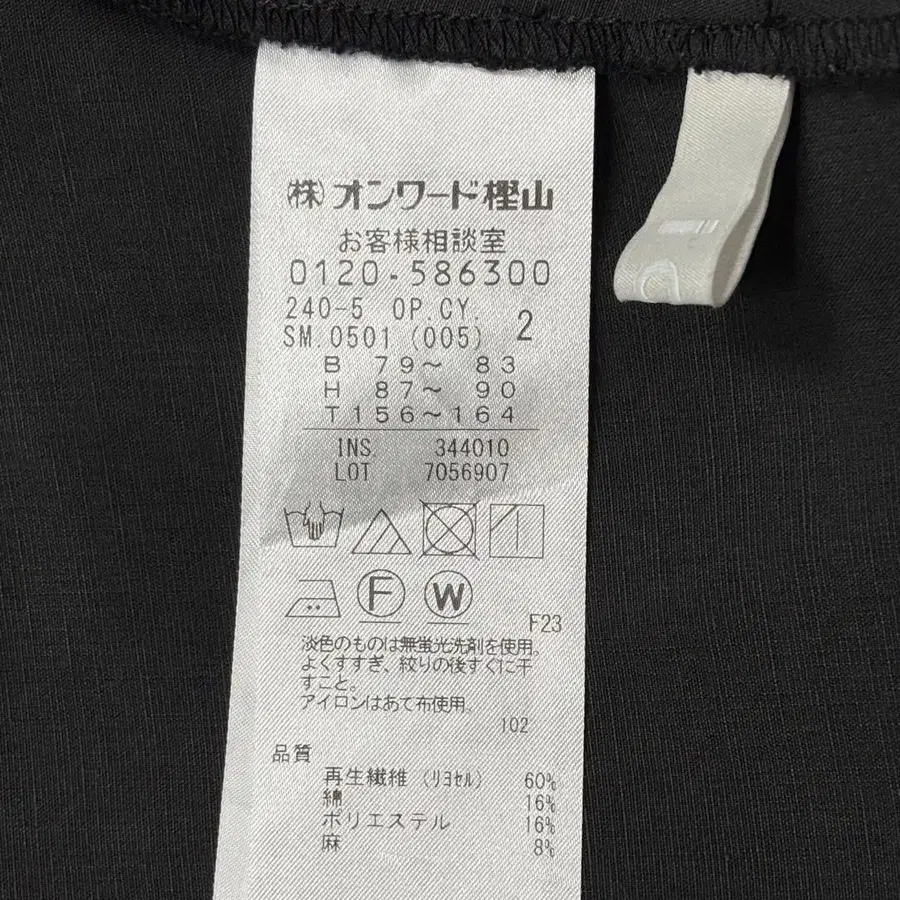 ㈱オンワード樫山
お客様相談室
0120-586300
240-5 OP.CY.
SM.0501 (005) 2
B 79～ 83
H 87～ 90
T 156～164
INS. 344010
LOT 7056907
F
W
F23
淡色のものは無蛍光洗剤を使用。
よくすすぎ、絞りの後すぐに干
すこと。
アイロンはあて布使用。
102
品質
再生繊維（リヨセル） 60%
綿 16%
ポリエステル 16%
麻 8%